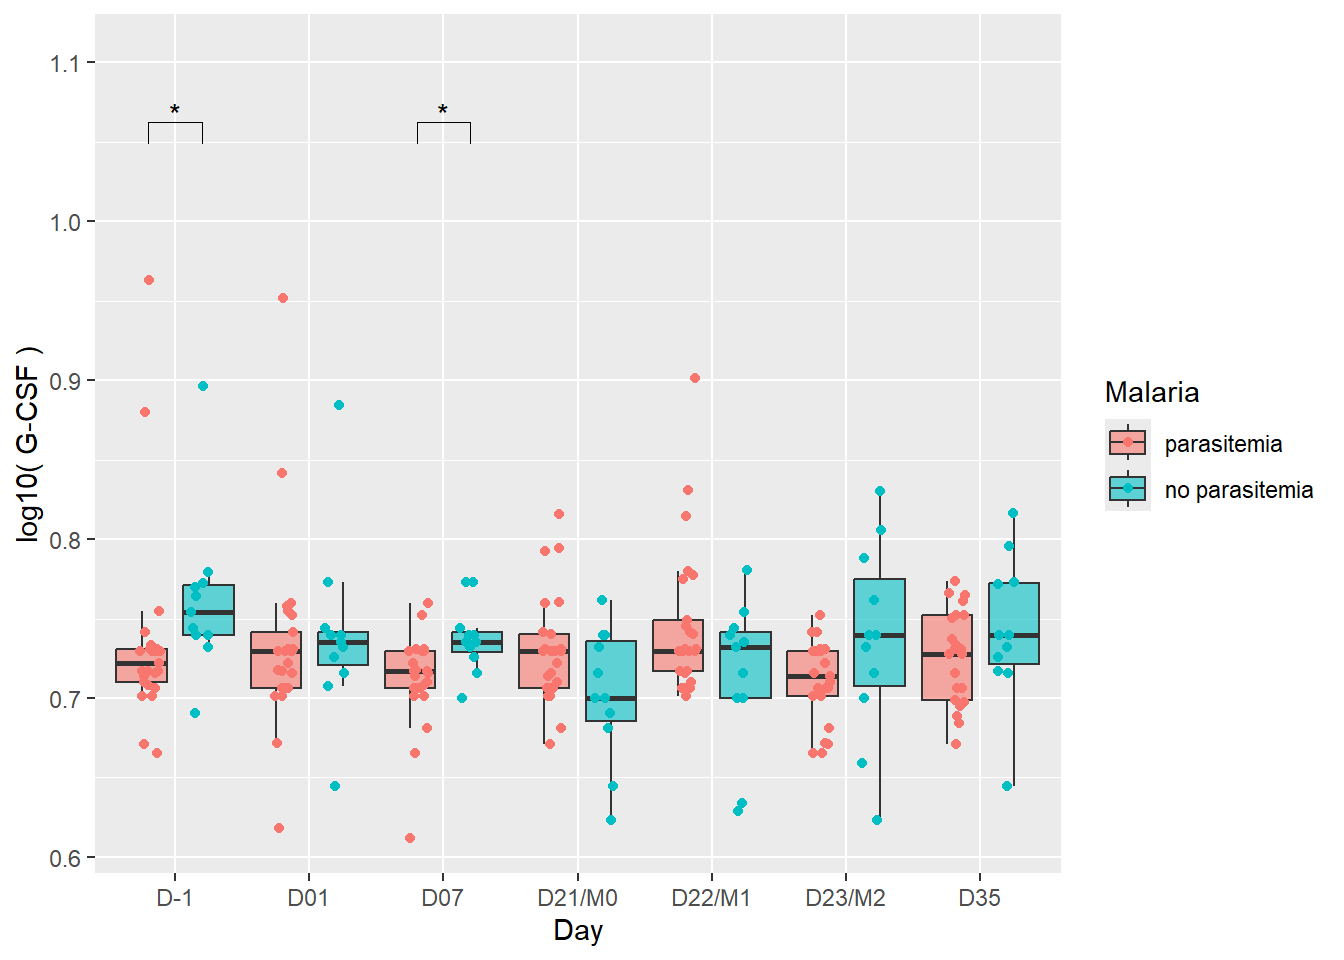 1.1
1.0
0.9
0.8
0.7
0.6
log10( G-CSF )
*
*
D-1
D01
D07
D21/M0
D22/M1
D23/M2
D35
Day
Malaria
parasitemia
no parasitemia